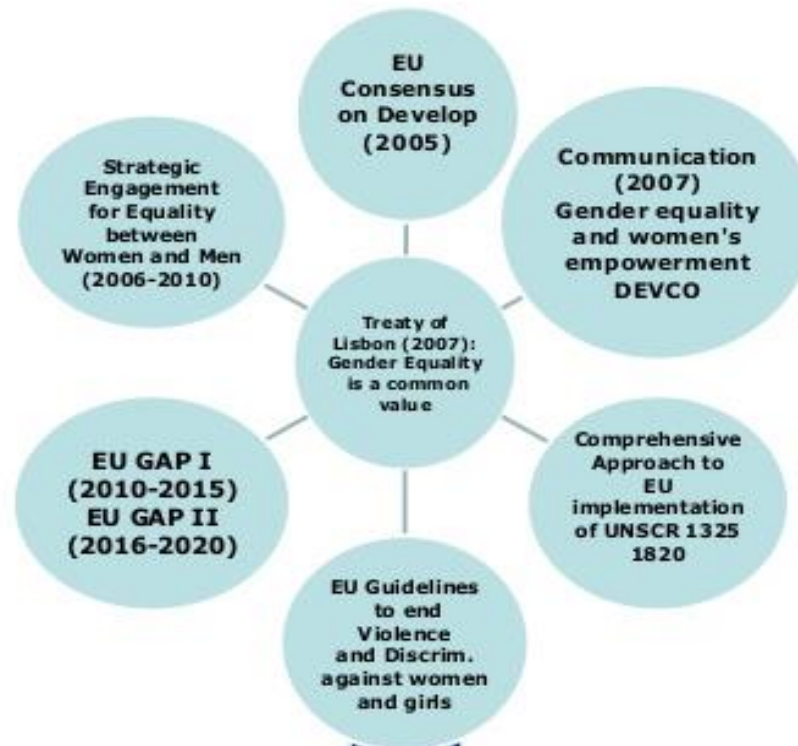 EU
Consensus
on Develop
(2005)
Communication
(2007)
Gender equality
and women's
empowerment
DEVCO
Strategic
Engagement
for Equality
between
Women and Men
(2006-2010)
Treaty of
Lisbon (2007):
Gender Equality
is a common
value
EU GAP I
(2010-2015)
EU GAP II
(2016-2020)
Comprehensive
Approach to
EU
implementation
of UNSCR 1325
1820
EU Guidelines
to end
Violence
and Discrim.
against women
and girls